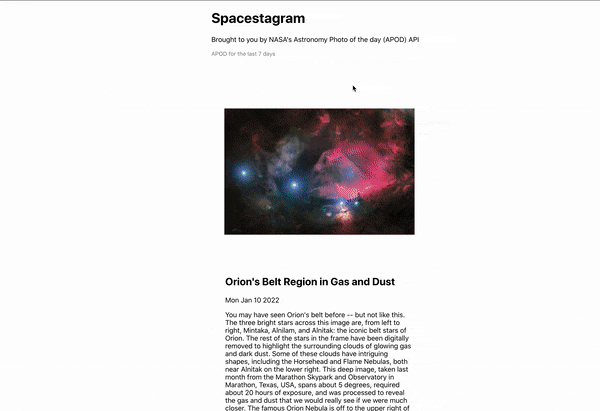 Spacestagram
Brought to you by NASA's Astronomy Photo of the day (APOD) API
APOD for the last 7 days
Orion's Belt Region in Gas and Dust
Mon Jan 10 2022
You may have seen Orion's belt before -- but not like this.
The three bright stars across this image are, from left to
right, Mintaka, Alnilam, and Alnitak: the iconic belt stars of
Orion. The rest of the stars in the frame have been digitally
removed to highlight the surrounding clouds of glowing gas
and dark dust. Some of these clouds have intriguing
shapes, including the Horsehead and Flame Nebulas, both
near Alnitak on the lower right. This deep image, taken last
month from the Marathon Skypark and Observatory in
Marathon, Texas, USA, spans about 5 degrees, required
about 20 hours of exposure, and was processed to reveal
the gas and dust that we would really see if we were much
closer. The famous Orion Nebula is off to the upper right of